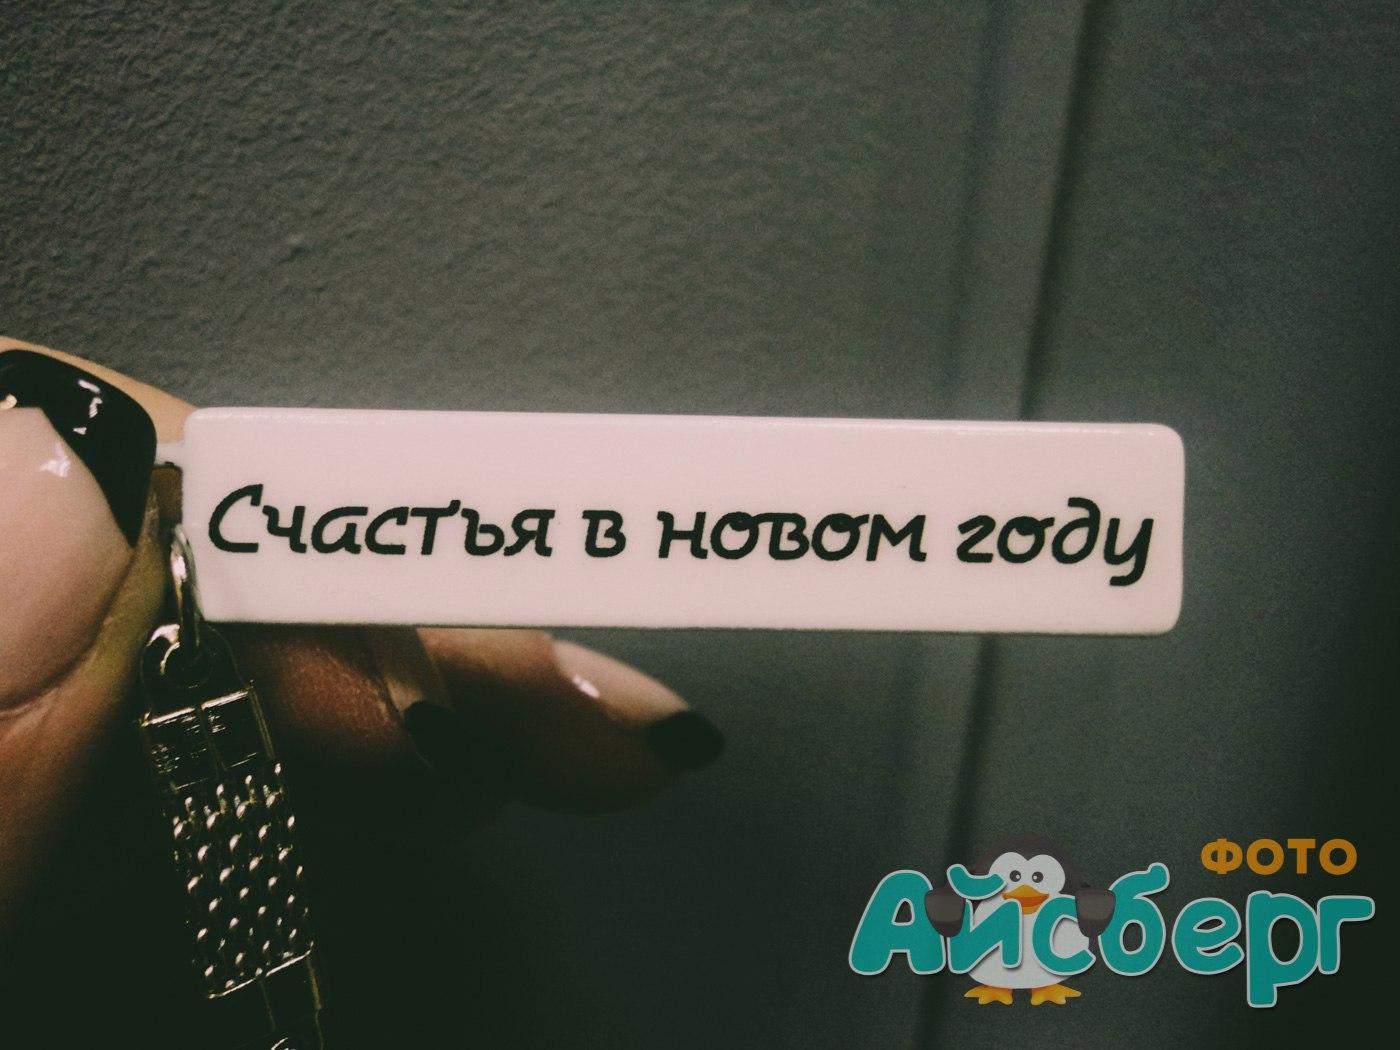 Счастья в новом году
ФОТО
Айсберг